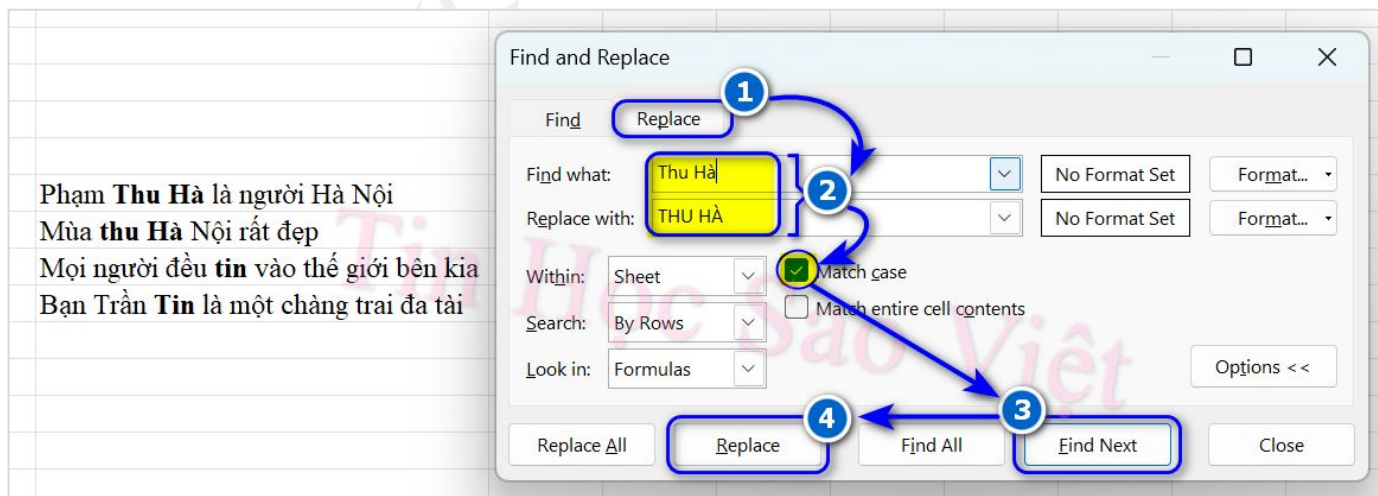 Phạm Thu Hà là người Hà Nội
Mùa thu Hà Nội rất đẹp
Mọi người đều tin vào thế giới bên kia
Bạn Trần Tin là một chàng trai đa tài
Find and Replace
1
Find Replace
Find what: Thu Hà No Format Set Format...
2
Replace with: THU HÀ No Format Set Format...
Within: Sheet Match case
Search: By Rows Match entire cell contents
Look in: Formulas Options <<
4 3
Replace All Replace Find All Find Next Close
Tin Học Sao Việt